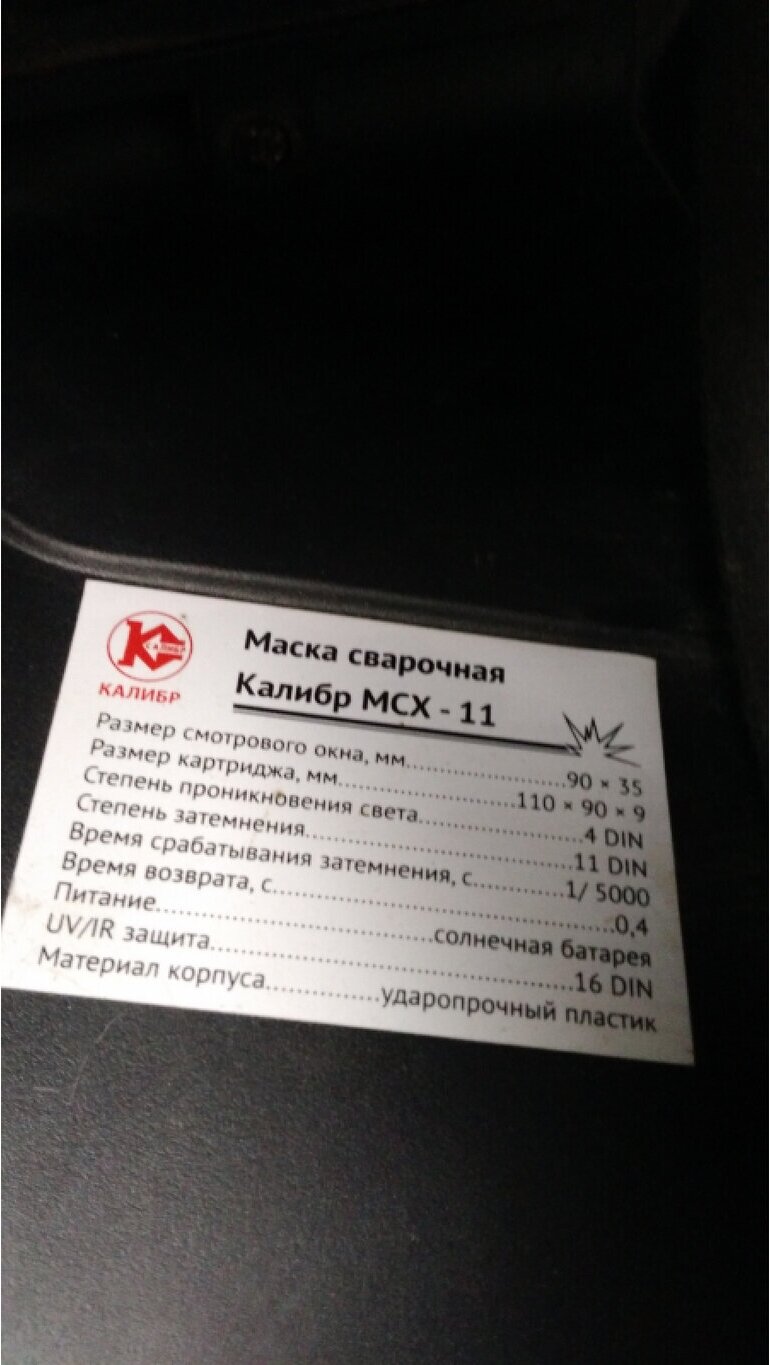 К
САЛИБР
КАЛИБР
Маска сварочная
Калибр МСХ - 11
Размер смотрового окна, мм..................90 × 35
Размер картриджа, мм....................110 × 90 × 9
Степень проникновения света....................4 DIN
Степень затемнения..............................11 DIN
Время срабатывания затемнения, с...........1/ 5000
Время возврата, с.....................................0,4
Питание..............................солнечная батарея
UV/IR защита........................................16 DIN
Материал корпуса.............ударопрочный пластик